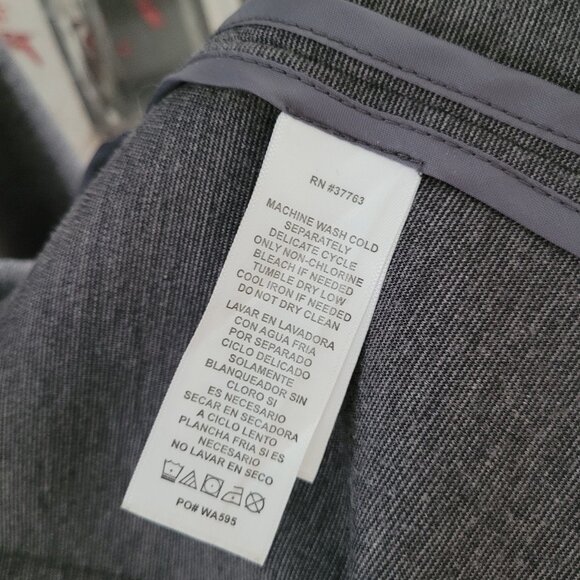 RN #37763
MACHINE WASH COLD
SEPARATELY
DELICATE CYCLE
ONLY NON-CHLORINE
BLEACH IF NEEDED
TUMBLE DRY LOW
COOL IRON IF NEEDED
DO NOT DRY CLEAN
LAVAR EN LAVADORA
CON AGUA FRIA
POR SEPARADO
CICLO DELICADO
SOLAMENTE
BLANQUEADOR SIN
CLORO SI
ES NECESARIO
SECAR EN SECADORA
A CICLO LENTO
PLANCHA FRIA SI ES
NECESARIO
NO LAVAR EN SECO
PO# WA595